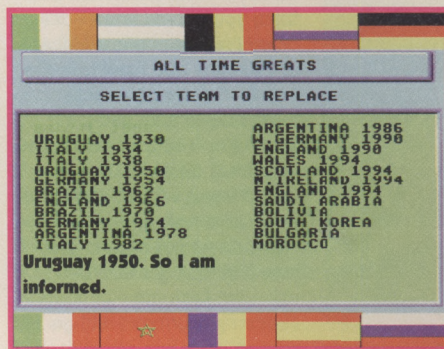 ALL TIME GREATS
SELECT TEAM TO REPLACE
URUGUAY 1930
ITALY 1934
ITALY 1938
URUGUAY 1950
GERMANY 1954
BRAZIL 1962
ENGLAND 1966
BRAZIL 1970
GERMANY 1974
ARGENTINA 1978
ITALY 1982
ARGENTINA 1986
W.GERMANY 1990
ENGLAND 1990
WALES 1994
SCOTLAND 1994
N.IRELAND 1994
ENGLAND 1994
SAUDI ARABIA
BOLIVIA
SOUTH KOREA
BULGARIA
MOROCCO
Uruguay 1950. So I am
informed.